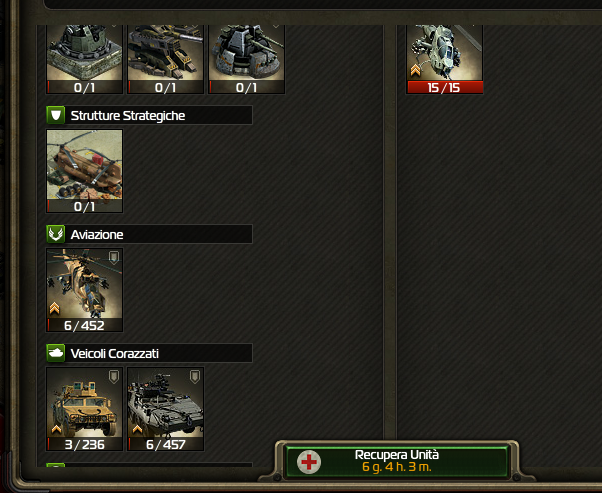 0/1 0/1 0/1 15/15
Strutture Strategiche
0/1
Aviazione
6/452
Veicoli Corazzati
3/236 6/457
Recupera Unità
6 g. 4 h. 3 m.